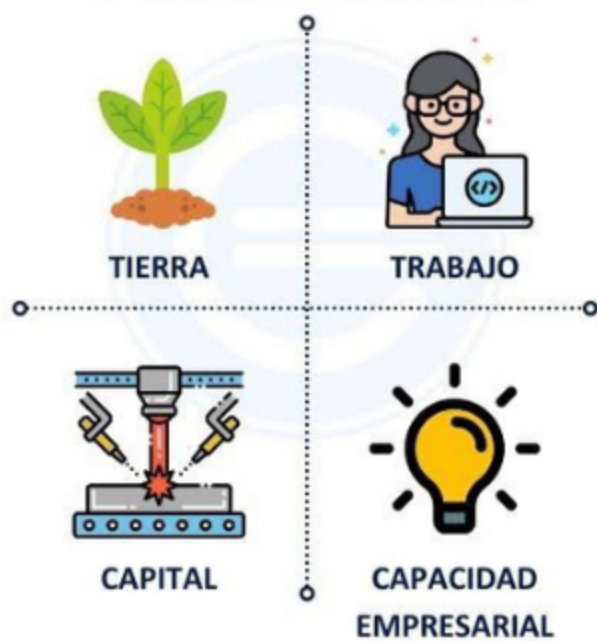 TIERRA
TRABAJO
</>
CAPITAL
CAPACIDAD
EMPRESARIAL